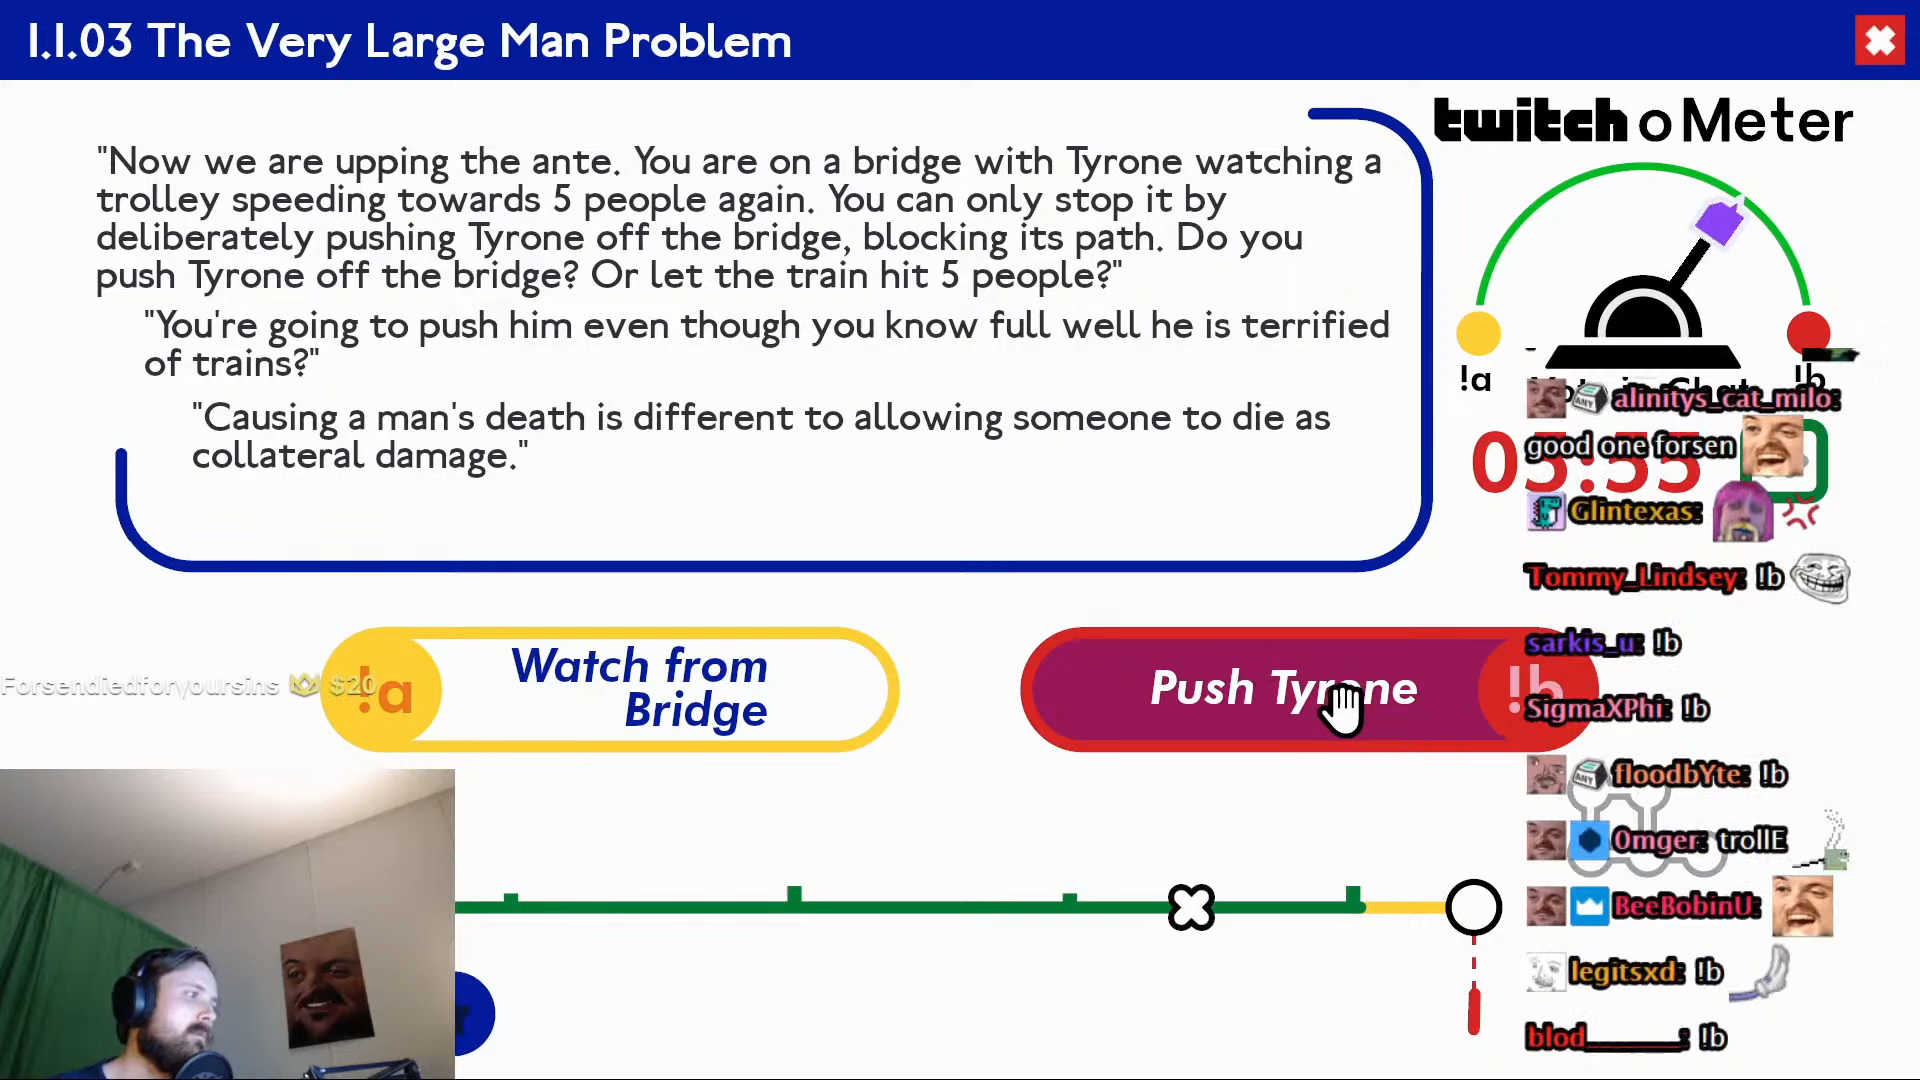 1.1.03 The Very Large Man Problem
"Now we are upping the ante. You are on a bridge with Tyrone watching a
trolley speeding towards 5 people again. You can only stop it by
deliberately pushing Tyrone off the bridge, blocking its path. Do you
push Tyrone off the bridge? Or let the train hit 5 people?"
"You're going to push him even though you know full well he is terrified
of trains?"
"Causing a man's death is different to allowing someone to die as
collateral damage."
twitch o Meter
!a
!b
alinitys_cat_milo:
good one forsen
Glintexas:
Tommy_Lindsey: !b
sarkis_u: !b
SigmaXPhi: !b
floodbYte: !b
0mger: trollE
BeeBobinU:
legitsxd: !b
blod________: !b
!a
Watch from
Bridge
Push Tyrone
!b
Forsendiedforyoursins $20